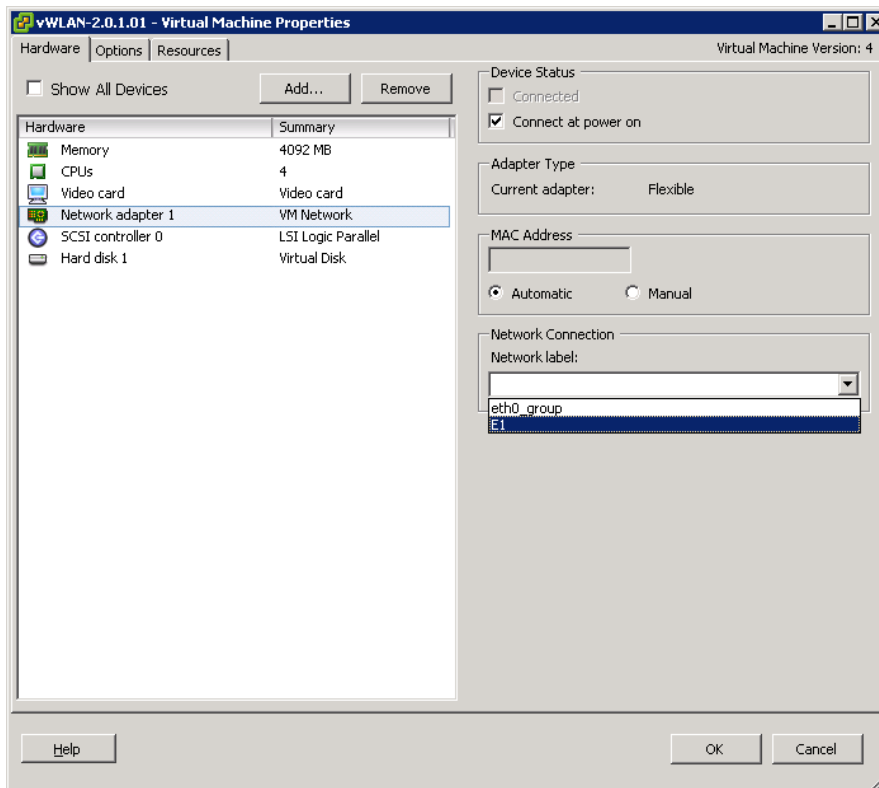 vWLAN-2.0.1.01 - Virtual Machine Properties
Hardware Options Resources
Virtual Machine Version: 4
Show All Devices
Add...
Remove
Hardware Summary
Memory 4092 MB
CPUs 4
Video card Video card
Network adapter 1 VM Network
SCSI controller 0 LSI Logic Parallel
Hard disk 1 Virtual Disk
Device Status
Connected
Connect at power on
Adapter Type
Current adapter: Flexible
MAC Address
Automatic Manual
Network Connection
Network label:
eth0_group
E1
Help
OK
Cancel